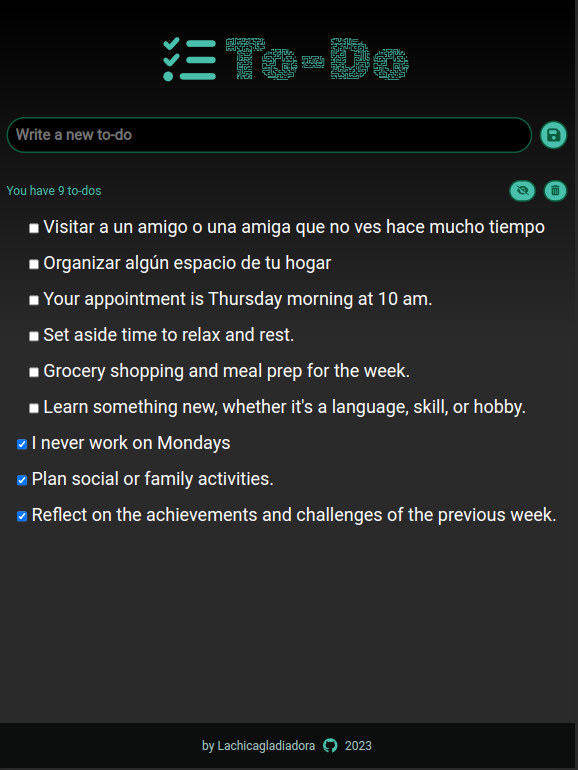 To-Do
Write a new to-do
You have 9 to-dos
Visitar a un amigo o una amiga que no ves hace mucho tiempo
Organizar algún espacio de tu hogar
Your appointment is Thursday morning at 10 am.
Set aside time to relax and rest.
Grocery shopping and meal prep for the week.
Learn something new, whether it's a language, skill, or hobby.
I never work on Mondays
Plan social or family activities.
Reflect on the achievements and challenges of the previous week.
by Lachicagladiadora 2023